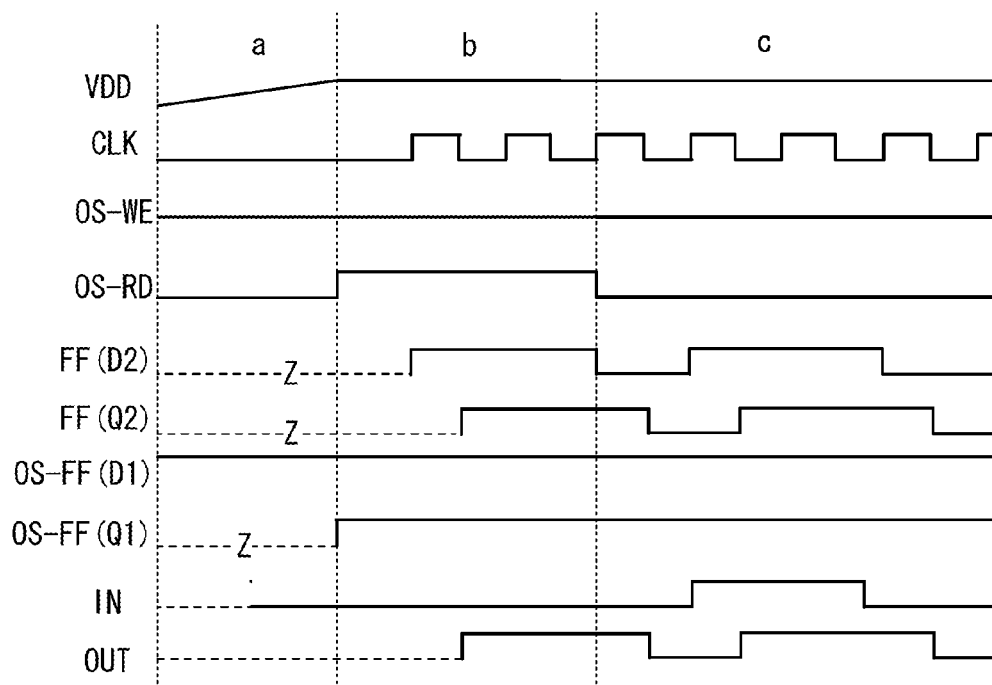 a b c
VDD
CLK
OS-WE
OS-RD
FF(D2)
Z
FF(Q2)
Z
OS-FF(D1)
OS-FF(Q1)
Z
IN
OUT